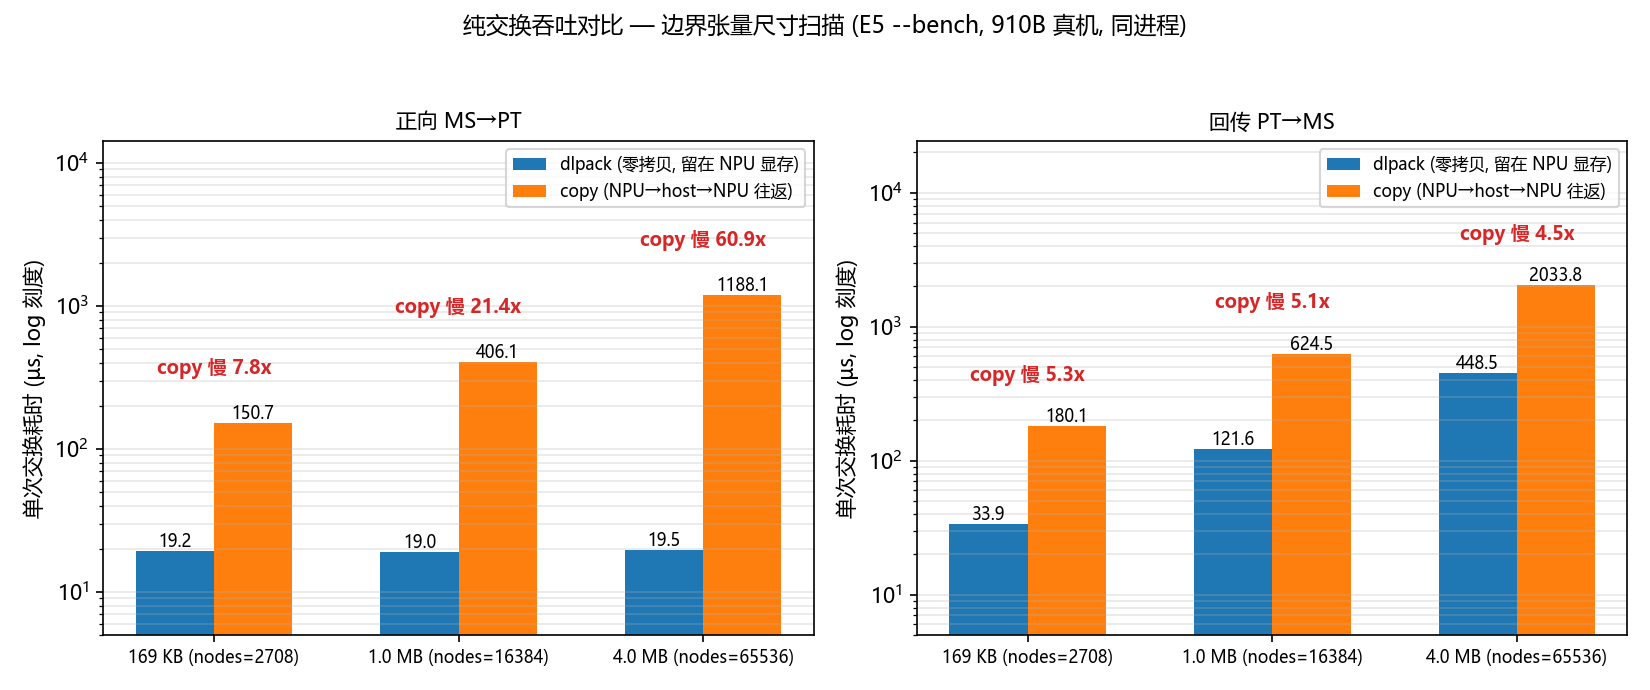 纯交换吞吐对比 — 边界张量尺寸扫描 (E5 --bench, 910B 真机, 同进程)
正向 MS→PT
单次交换耗时 (µs, log 刻度)
10⁴
10³
10²
10¹
dlpack (零拷贝, 留在 NPU 显存)
copy (NPU→host→NPU 往返)
copy 慢 7.8x
copy 慢 21.4x
copy 慢 60.9x
19.2
150.7
19.0
406.1
19.5
1188.1
169 KB (nodes=2708)
1.0 MB (nodes=16384)
4.0 MB (nodes=65536)
回传 PT→MS
单次交换耗时 (µs, log 刻度)
10⁴
10³
10²
10¹
dlpack (零拷贝, 留在 NPU 显存)
copy (NPU→host→NPU 往返)
copy 慢 5.3x
copy 慢 5.1x
copy 慢 4.5x
33.9
180.1
121.6
624.5
448.5
2033.8
169 KB (nodes=2708)
1.0 MB (nodes=16384)
4.0 MB (nodes=65536)